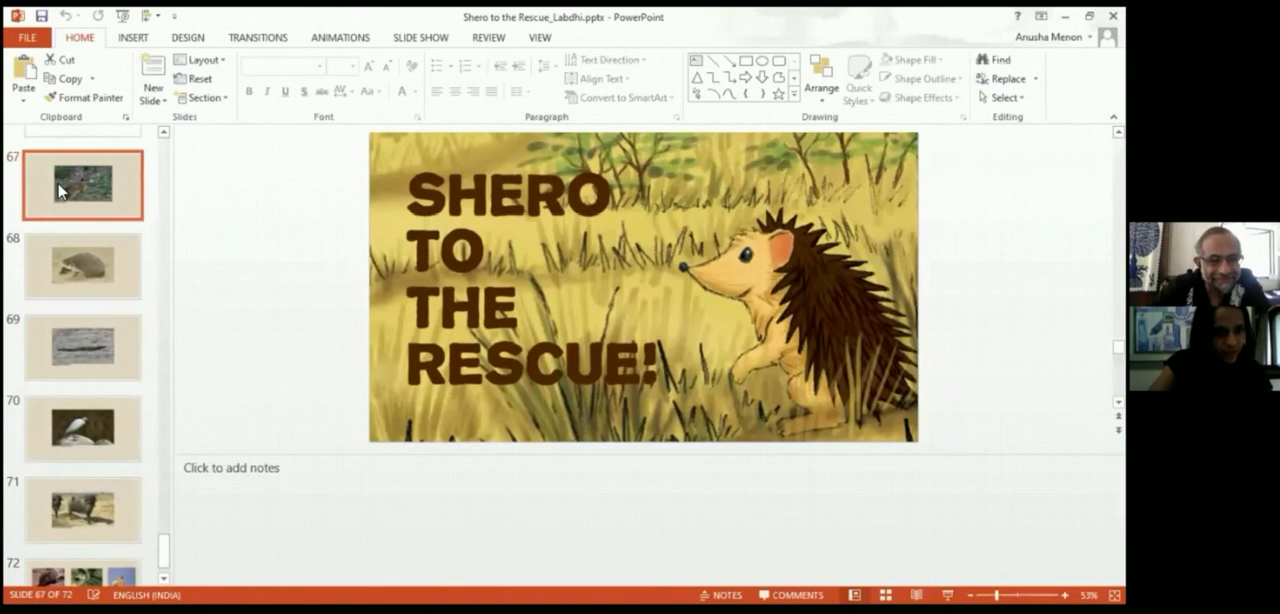 Shero to the Rescue_Labdhi.pptx - PowerPoint
FILE
HOME
INSERT
DESIGN
TRANSITIONS
ANIMATIONS
SLIDE SHOW
REVIEW
VIEW
Anusha Menon
Paste
Cut
Copy
Format Painter
Clipboard
New
Slide
Layout
Reset
Section
Slides
B I U S abc AV Aa A
Font
Text Direction
Align Text
Convert to SmartArt
Paragraph
Arrange
Quick
Styles
Shape Fill
Shape Outline
Shape Effects
Drawing
Find
Replace
Select
Editing
67
68
69
70
71
72
SHERO
TO
THE
RESCUE!
Click to add notes
SLIDE 67 OF 72
ENGLISH (INDIA)
NOTES
COMMENTS
53%